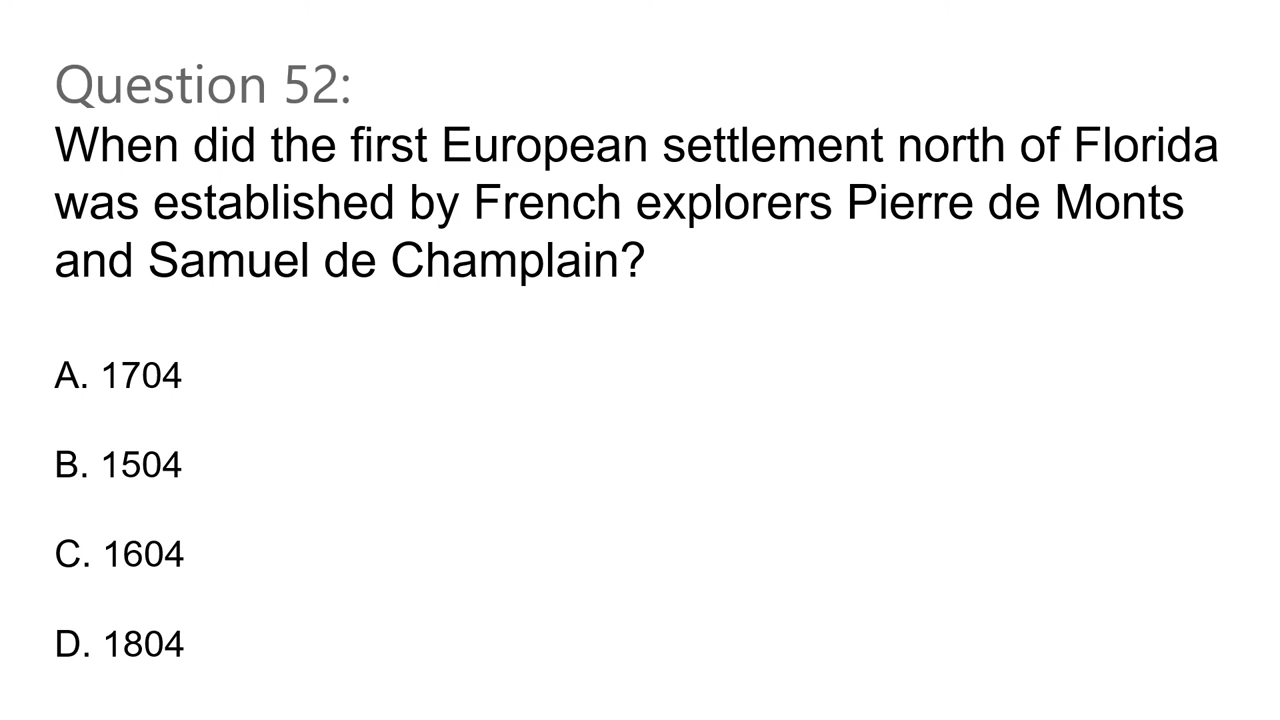 Question 52:
When did the first European settlement north of Florida
was established by French explorers Pierre de Monts
and Samuel de Champlain?
A. 1704
B. 1504
C. 1604
D. 1804